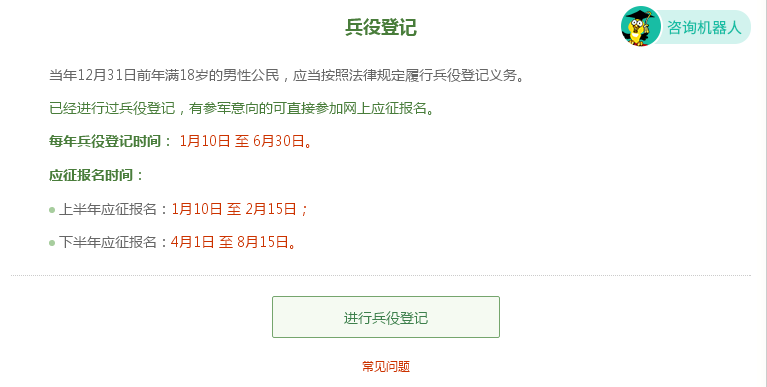 兵役登记
咨询机器人
当年12月31日前年满18岁的男性公民，应当按照法律规定履行兵役登记义务。
已经进行过兵役登记，有参军意向的可直接参加网上应征报名。
每年兵役登记时间： 1月10日 至 6月30日。
应征报名时间：
上半年应征报名：1月10日 至 2月15日；
下半年应征报名：4月1日 至 8月15日。
进行兵役登记
常见问题